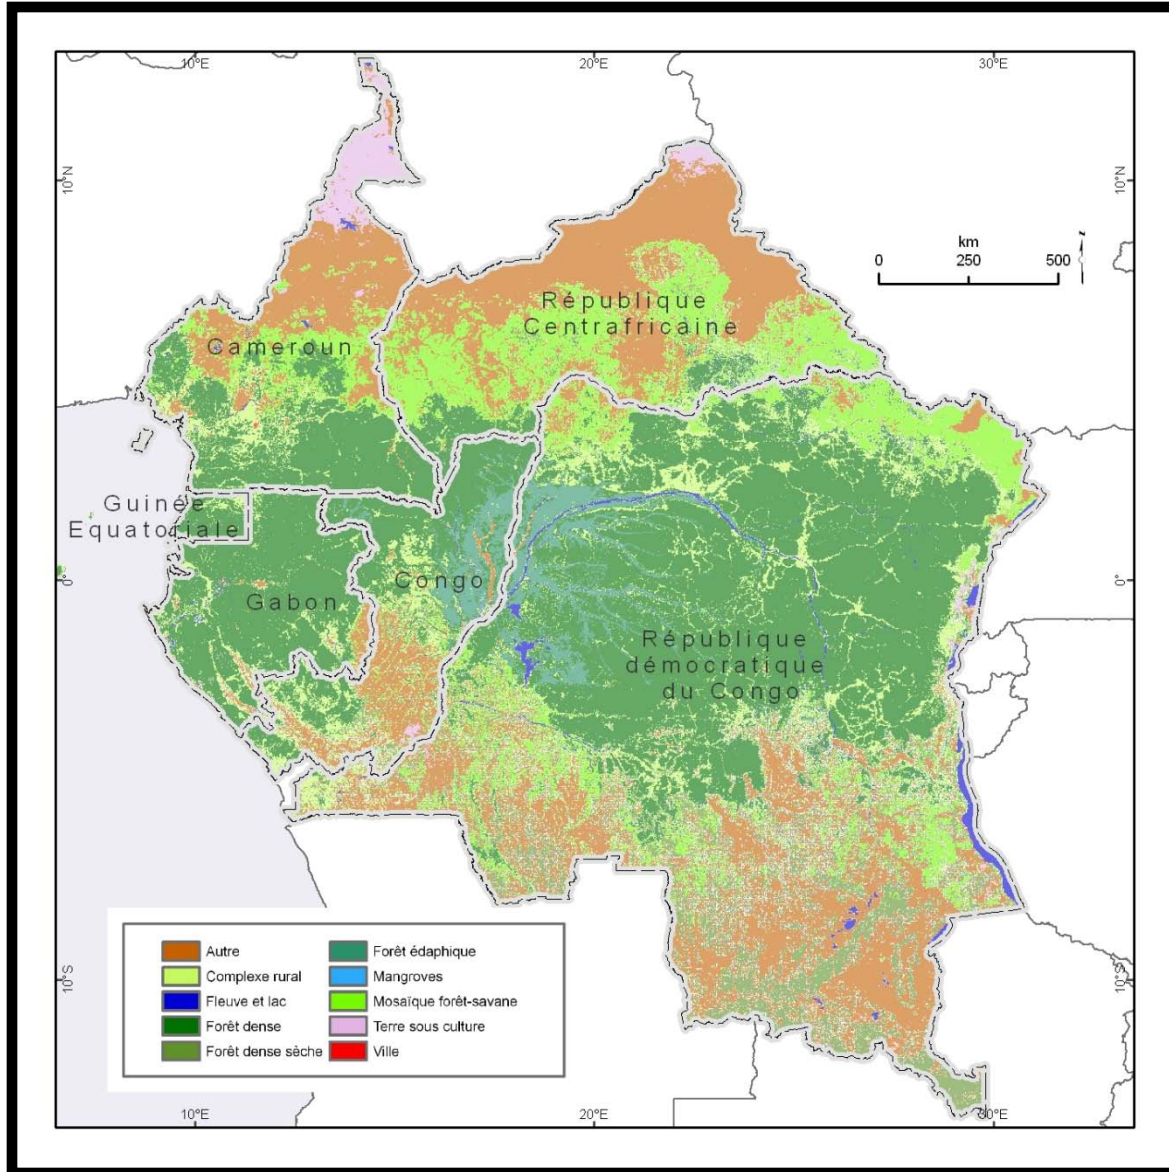 10°E
20°E
30°E
10°N
10°N
km
0
250
500
z
République
Centrafricaine
Cameroun
Guinée
Equatoriale
Congo
0°
0°
Gabon
République
démocratique
du Congo
10°S
10°S
Autre
Complexe rural
Fleuve et lac
Forêt dense
Forêt dense sèche
Forêt édaphique
Mangroves
Mosaïque forêt-savane
Terre sous culture
Ville
10°E
20°E
30°E